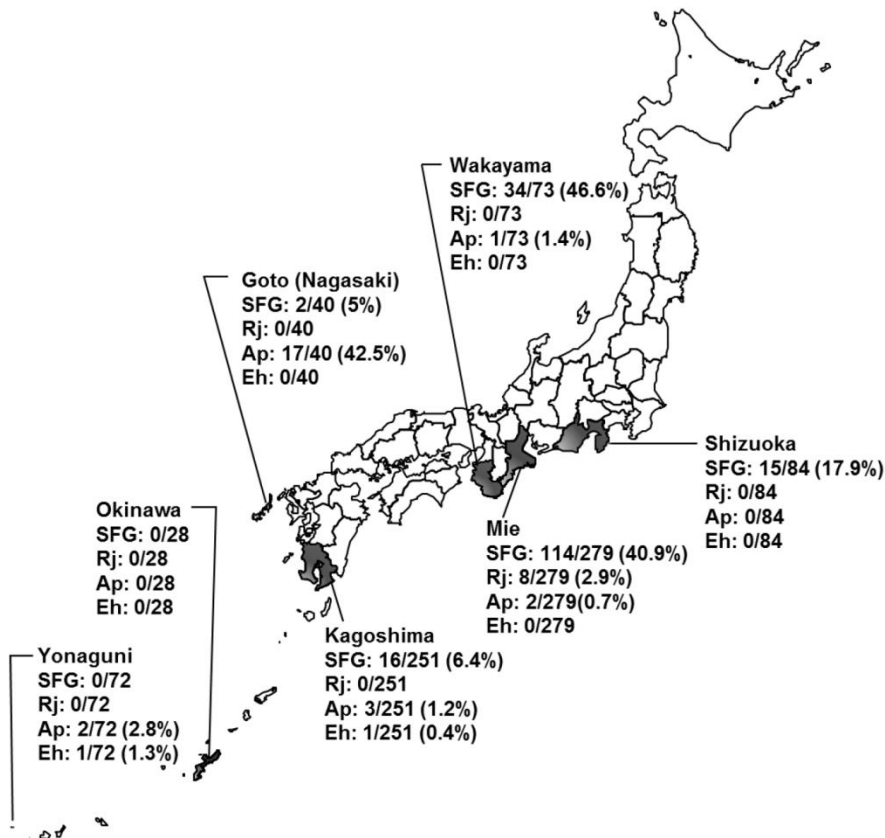 Wakayama
SFG: 34/73 (46.6%)
Rj: 0/73
Ap: 1/73 (1.4%)
Eh: 0/73
Goto (Nagasaki)
SFG: 2/40 (5%)
Rj: 0/40
Ap: 17/40 (42.5%)
Eh: 0/40
Shizuoka
SFG: 15/84 (17.9%)
Rj: 0/84
Ap: 0/84
Eh: 0/84
Okinawa
SFG: 0/28
Rj: 0/28
Ap: 0/28
Eh: 0/28
Mie
SFG: 114/279 (40.9%)
Rj: 8/279 (2.9%)
Ap: 2/279(0.7%)
Eh: 0/279
Kagoshima
SFG: 16/251 (6.4%)
Rj: 0/251
Ap: 3/251 (1.2%)
Eh: 1/251 (0.4%)
Yonaguni
SFG: 0/72
Rj: 0/72
Ap: 2/72 (2.8%)
Eh: 1/72 (1.3%)